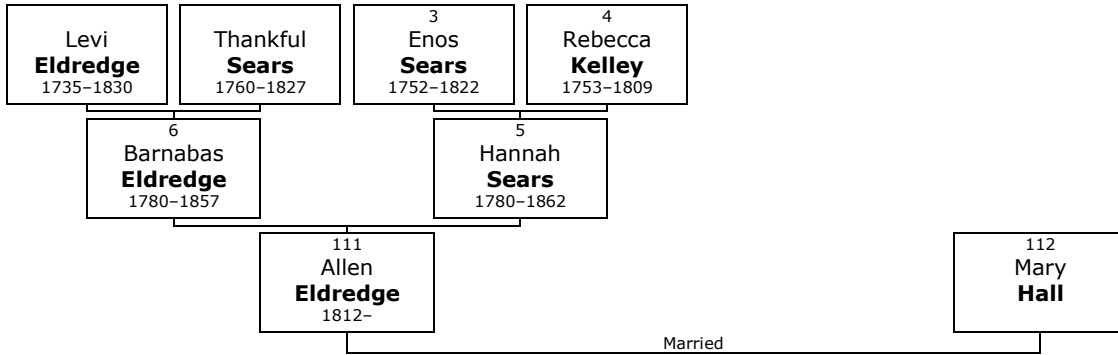 Levi
Eldredge
1735–1830
Thankful
Sears
1760–1827
3
Enos
Sears
1752–1822
4
Rebecca
Kelley
1753–1809
6
Barnabas
Eldredge
1780–1857
5
Hannah
Sears
1780–1862
111
Allen
Eldredge
1812–
112
Mary
Hall
Married